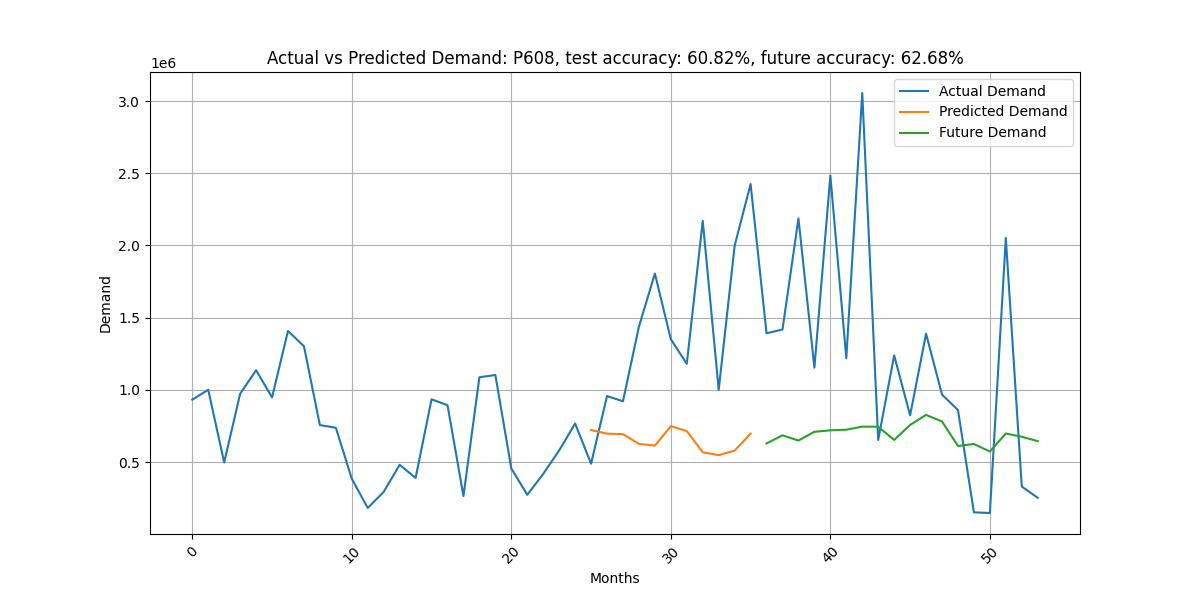 Actual vs Predicted Demand: P608, test accuracy: 60.82%, future accuracy: 62.68%
1e6
Actual Demand
Predicted Demand
Future Demand
3.0
2.5
2.0
1.5
1.0
0.5
Demand
0
10
20
30
40
50
Months